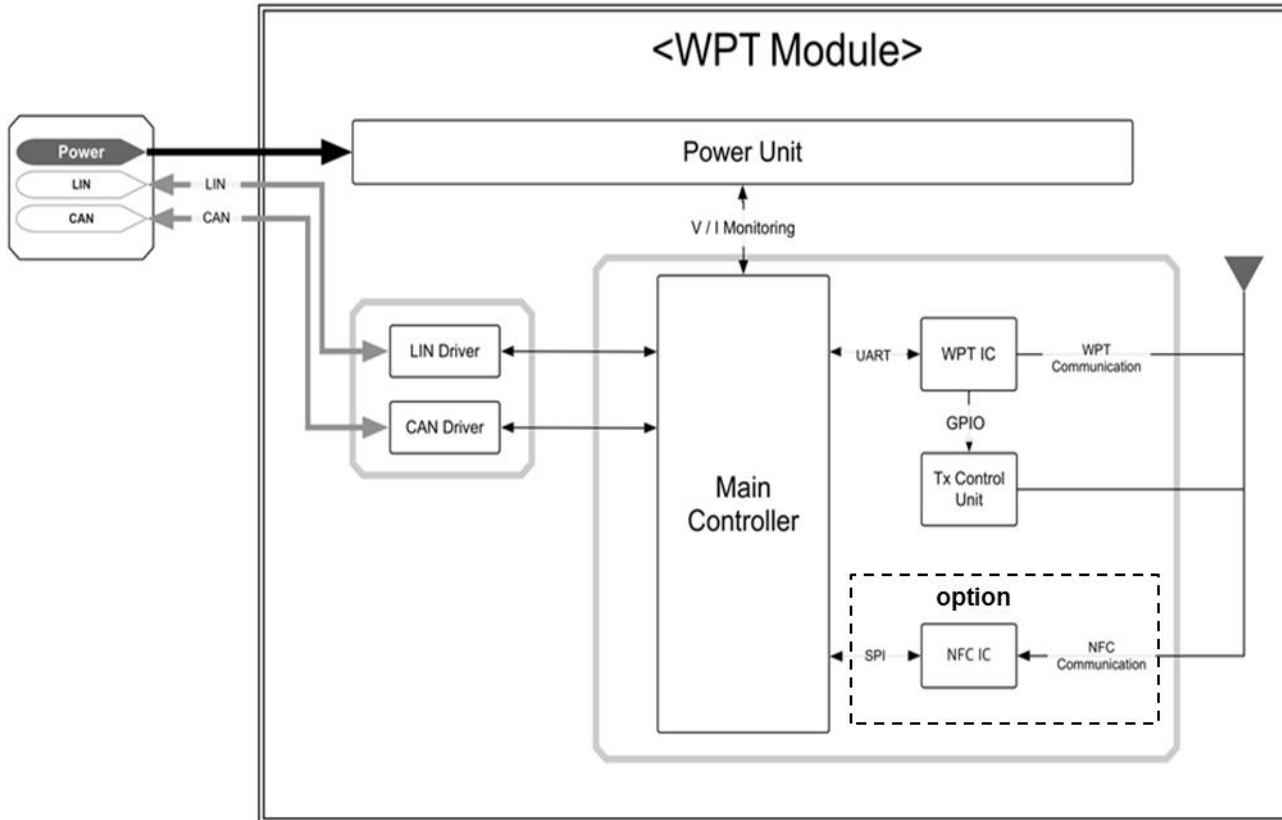 <WPT Module>
Power
LIN
CAN
LIN
CAN
Power Unit
V / I Monitoring
LIN Driver
CAN Driver
Main
Controller
UART
WPT IC
WPT
Communication
GPIO
Tx Control
Unit
option
SPI
NFC IC
NFC
Communication